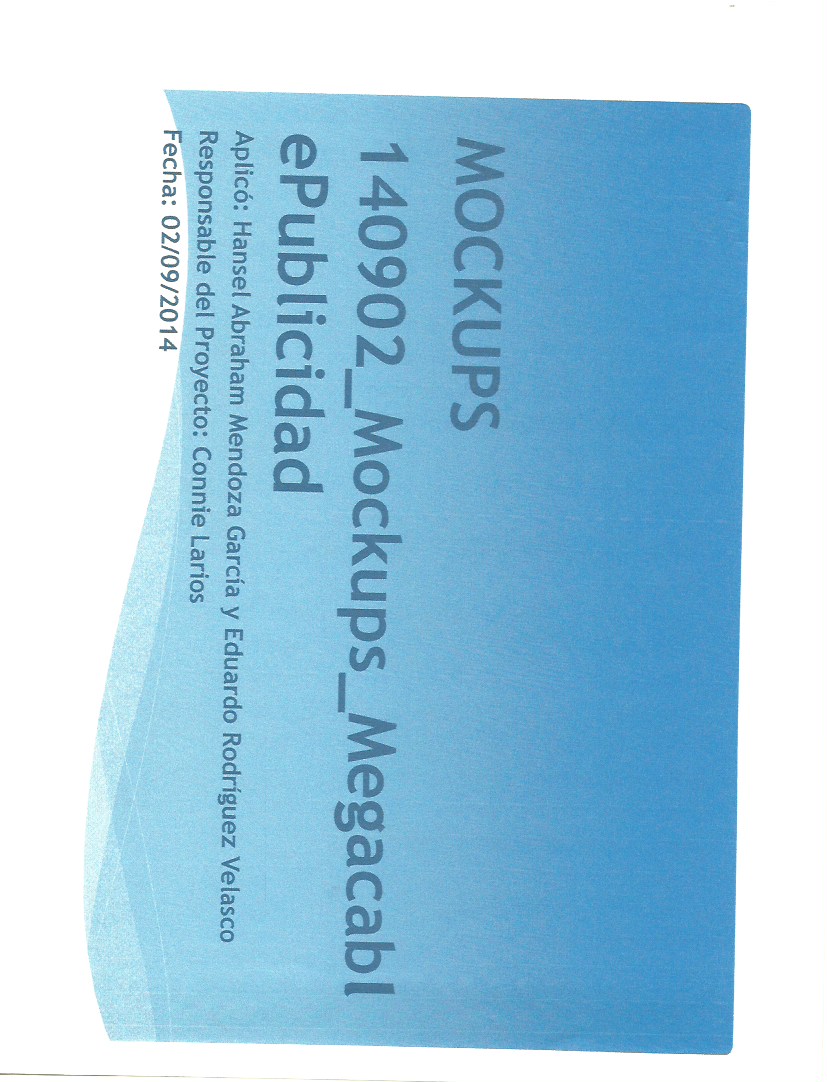 MOCKUPS
140902_Mockups_Megacabl
ePublicidad
Aplicó: Hansel Abraham Mendoza García y Eduardo Rodríguez Velasco
Responsable del Proyecto: Connie Larios
Fecha: 02/09/2014